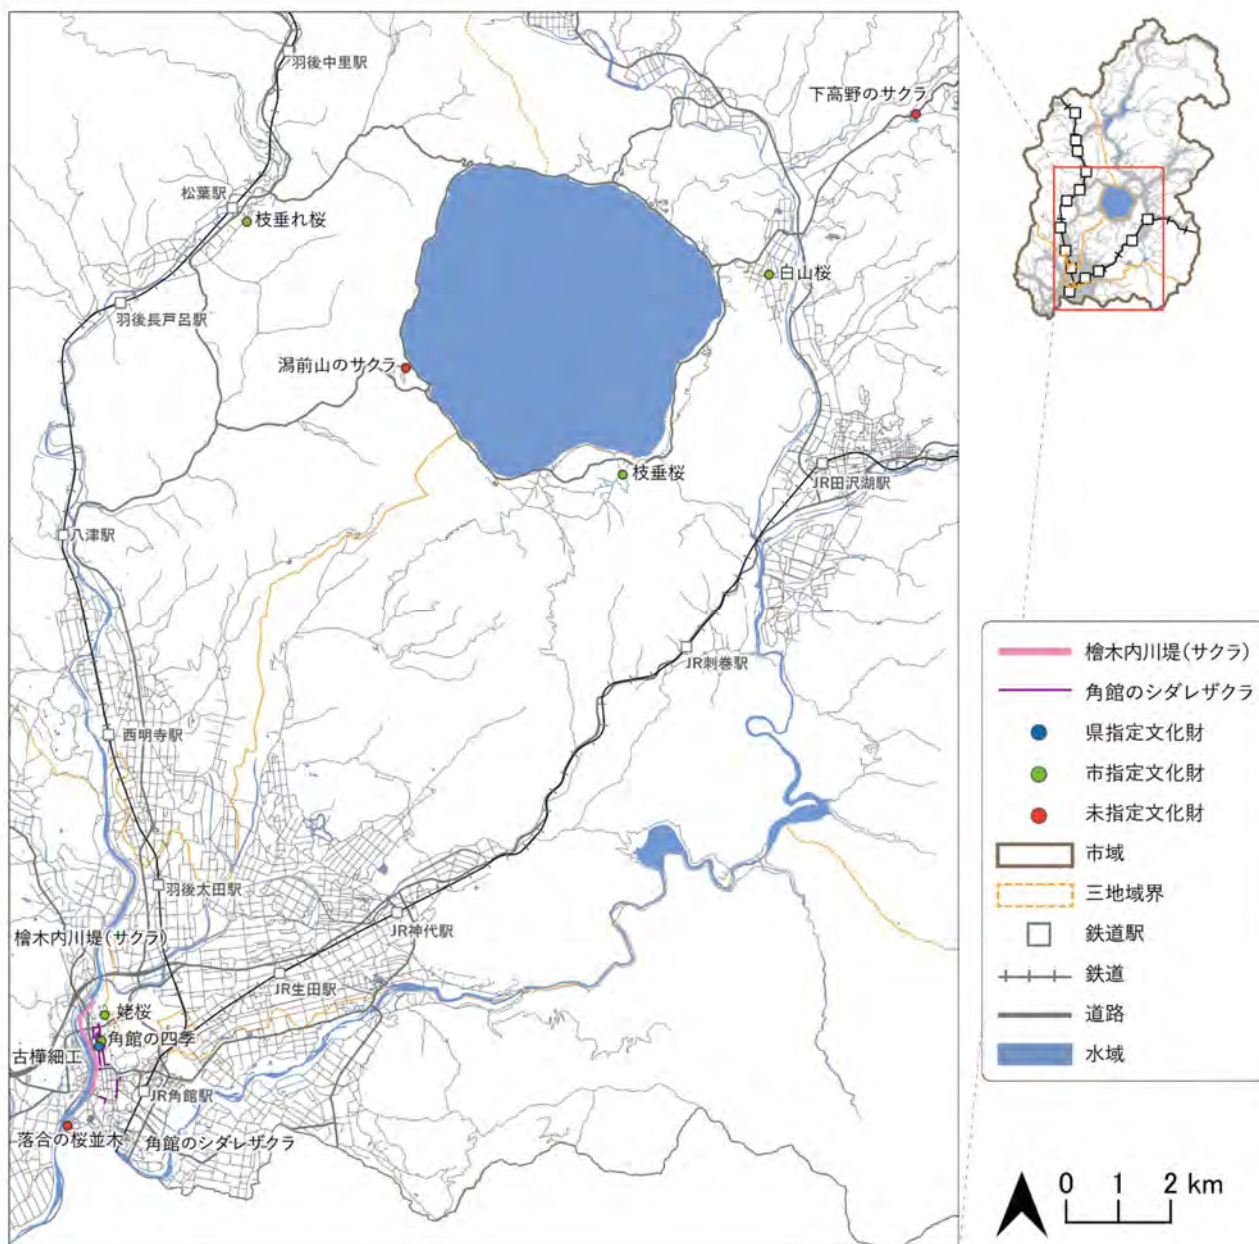 羽後中里駅
下高野のサクラ
松葉駅
枝垂れ桜
白山桜
羽後長戸呂駅
潟前山のサクラ
枝垂桜
JR田沢湖駅
八津駅
JR刺巻駅
西明寺駅
羽後太田駅
JR神代駅
檜木内川堤(サクラ)
JR生田駅
姥桜
角館の四季
古樺細工
JR角館駅
落合の桜並木
角館のシダレザクラ
檜木内川堤(サクラ)
角館のシダレザクラ
県指定文化財
市指定文化財
未指定文化財
市域
三地域界
鉄道駅
鉄道
道路
水域
0 1 2 km